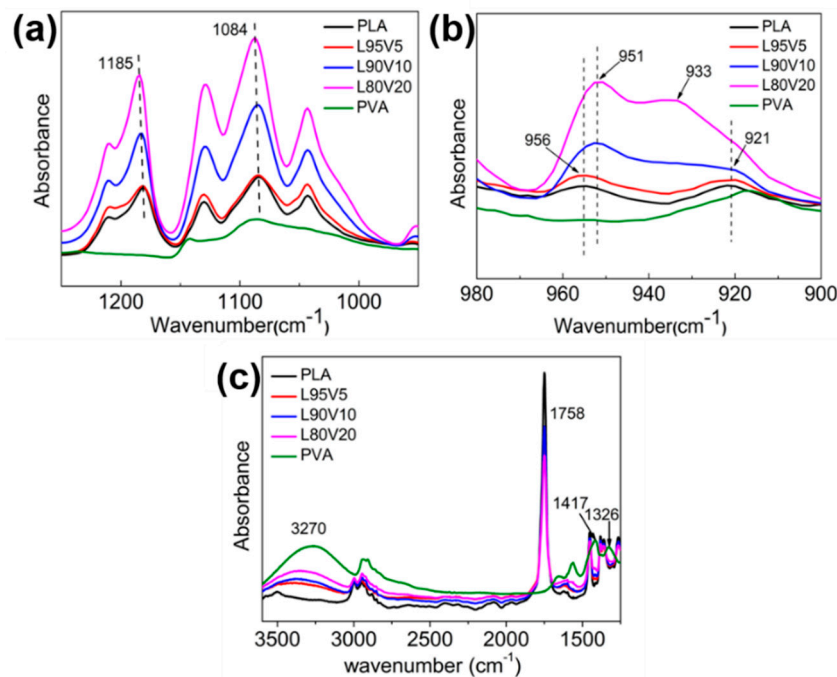 (a)
1185
1084
PLA
L95V5
L90V10
L80V20
PVA
Absorbance
1200 1100 1000
Wavenumber(cm-1)
(b)
951
933
956
921
PLA
L95V5
L90V10
L80V20
PVA
Absorbance
980 960 940 920 900
Wavenumber(cm-1)
(c)
PLA
L95V5
L90V10
L80V20
PVA
1758
1417
1326
3270
Absorbance
3500 3000 2500 2000 1500
wavenumber (cm-1)